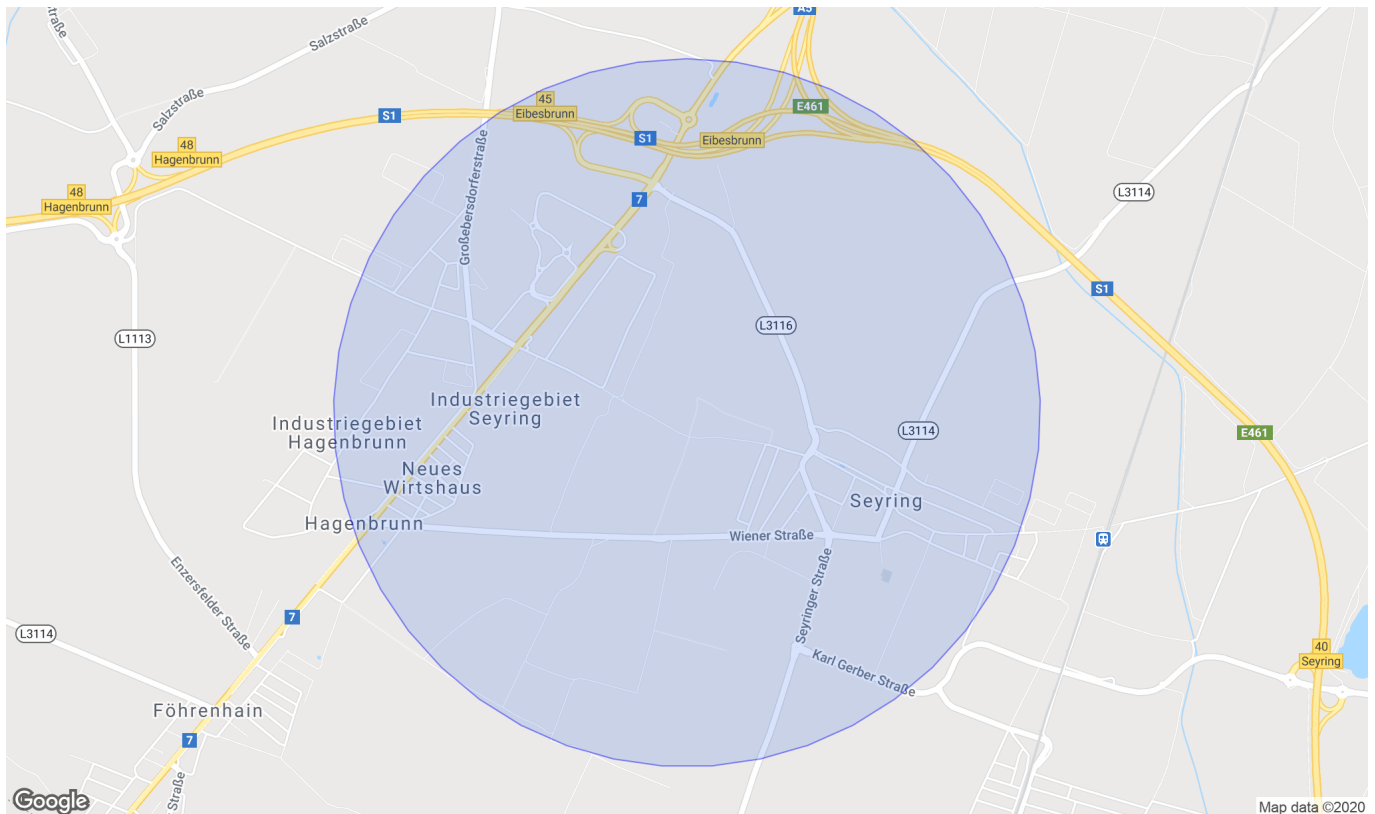 straße
Salzstraße
A5
Salzstraße
S1
45
Eibesbrunn
E461
48
Hagenbrunn
S1
Eibesbrunn
48
Hagenbrunn
Großebersdorferstraße
7
L3114
S1
L1113
L3116
Industriegebiet
Seyring
Industriegebiet
Hagenbrunn
L3114
E461
Neues
Wirtshaus
Seyring
Hagenbrunn
Wiener Straße
Enzersfelder Straße
Seyringer Straße
7
L3114
Karl Gerber Straße
40
Seyring
Föhrenhain
7
Straße
Google
Map data ©2020